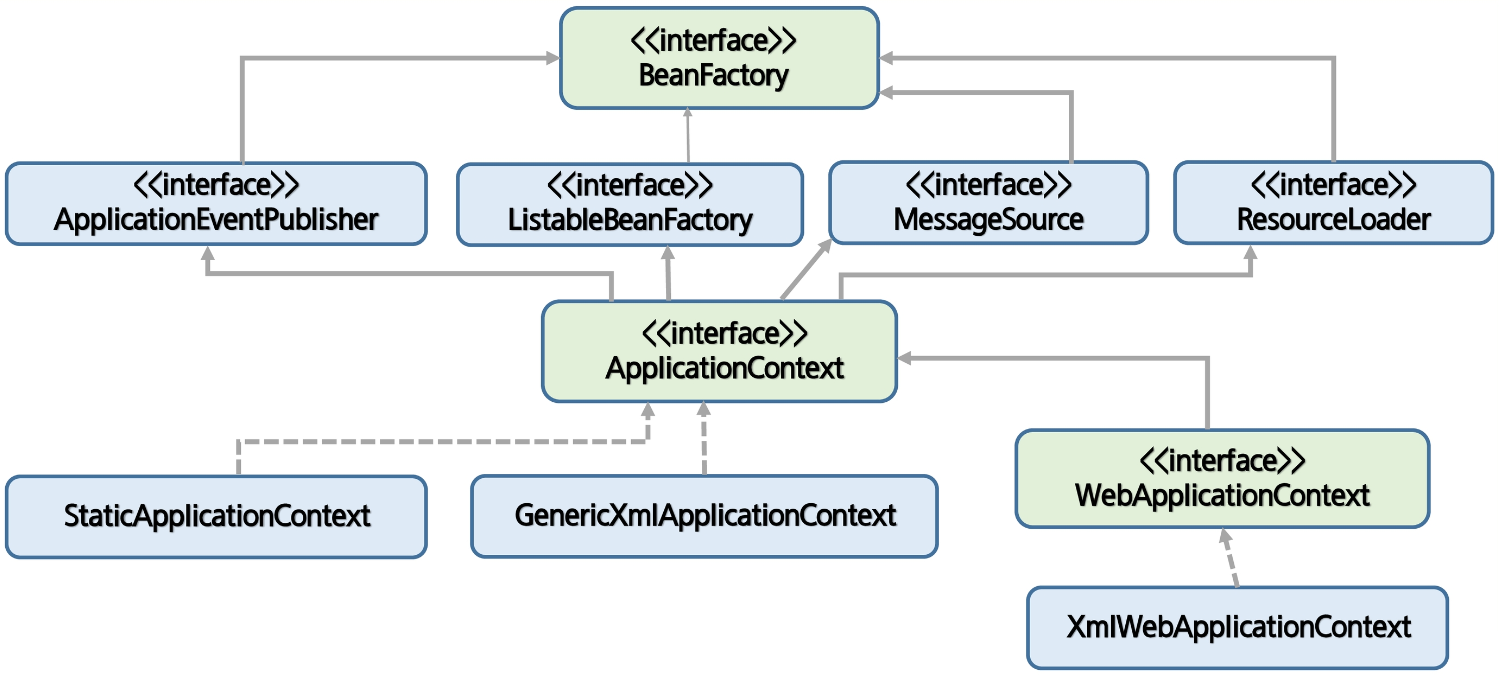 <<interface>>
BeanFactory
<<interface>>
ApplicationEventPublisher
<<interface>>
ListableBeanFactory
<<interface>>
MessageSource
<<interface>>
ResourceLoader
<<interface>>
ApplicationContext
<<interface>>
WebApplicationContext
StaticApplicationContext
GenericXmlApplicationContext
XmlWebApplicationContext